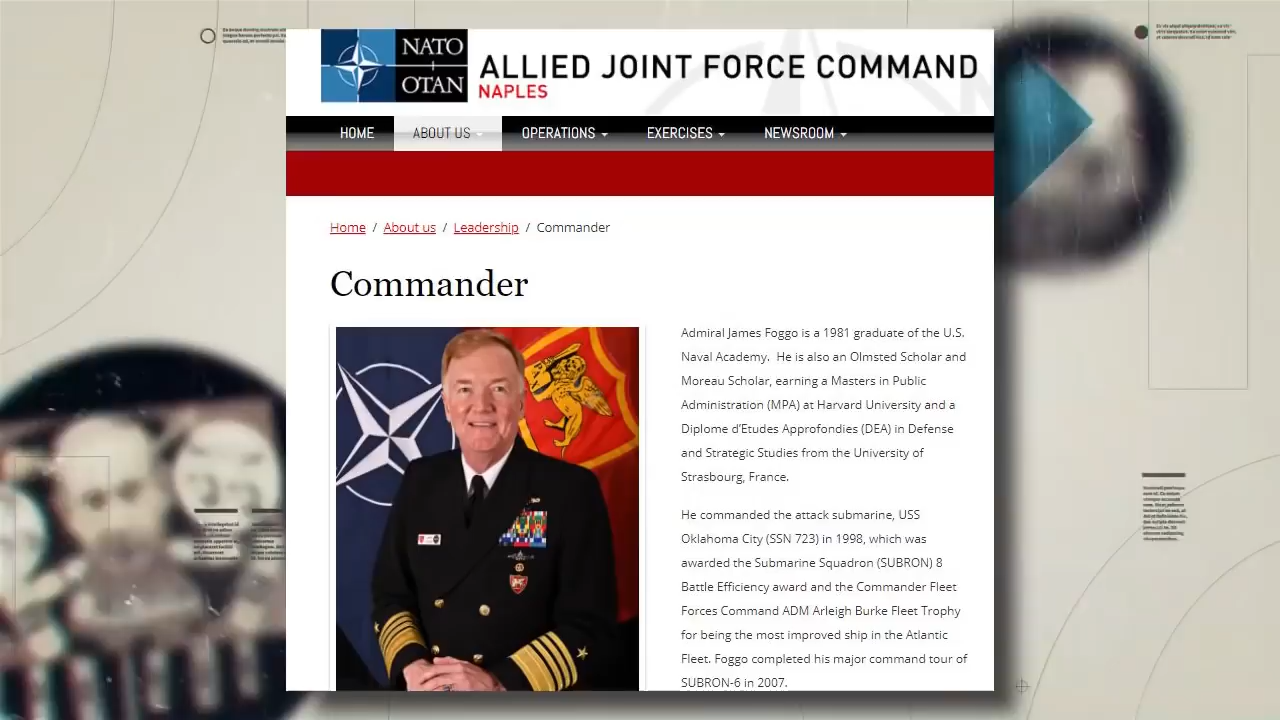 NATO
OTAN
ALLIED JOINT FORCE COMMAND
NAPLES
HOME ABOUT US OPERATIONS EXERCISES NEWSROOM
Home / About us / Leadership / Commander
Commander
Admiral James Foggo is a 1981 graduate of the U.S.
Naval Academy. He is also an Olmsted Scholar and
Moreau Scholar, earning a Masters in Public
Administration (MPA) at Harvard University and a
Diplome d'Etudes Approfondies (DEA) in Defense
and Strategic Studies from the University of
Strasbourg, France.
He commanded the attack submarine USS
Oklahoma City (SSN 723) in 1998, which was
awarded the Submarine Squadron (SUBRON) 8
Battle Efficiency award and the Commander Fleet
Forces Command ADM Arleigh Burke Fleet Trophy
for being the most improved ship in the Atlantic
Fleet. Foggo completed his major command tour of
SUBRON-6 in 2007.